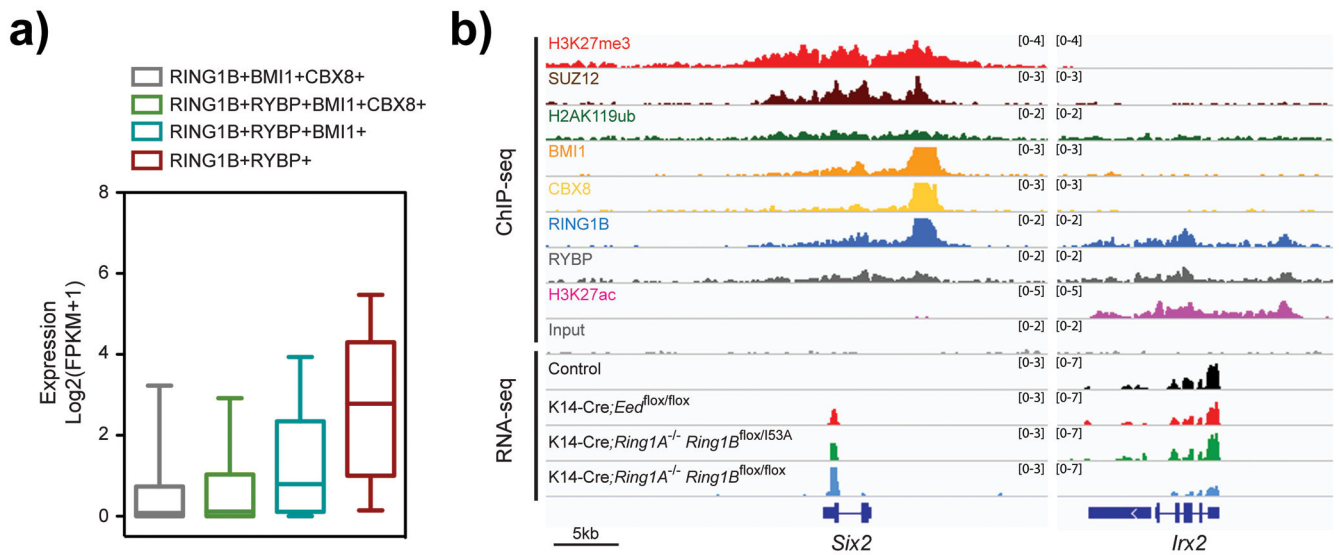 a)
RING1B+BMI1+CBX8+
RING1B+RYBP+BMI1+CBX8+
RING1B+RYBP+BMI1+
RING1B+RYBP+
Expression
Log2(FPKM+1)
8
6
4
2
0
b)
ChIP-seq
H3K27me3 [0-4] [0-4]
SUZ12 [0-3] [0-3]
H2AK119ub [0-2] [0-2]
BMI1 [0-3] [0-3]
CBX8 [0-3] [0-3]
RING1B [0-2] [0-2]
RYBP [0-2] [0-2]
H3K27ac [0-5] [0-5]
Input [0-2] [0-2]
RNA-seq
Control [0-3] [0-7]
K14-Cre;Eedflox/flox [0-3] [0-7]
K14-Cre;Ring1A-/- Ring1Bflox/I53A [0-3] [0-7]
K14-Cre;Ring1A-/- Ring1Bflox/flox [0-3] [0-7]
5kb
Six2
Irx2